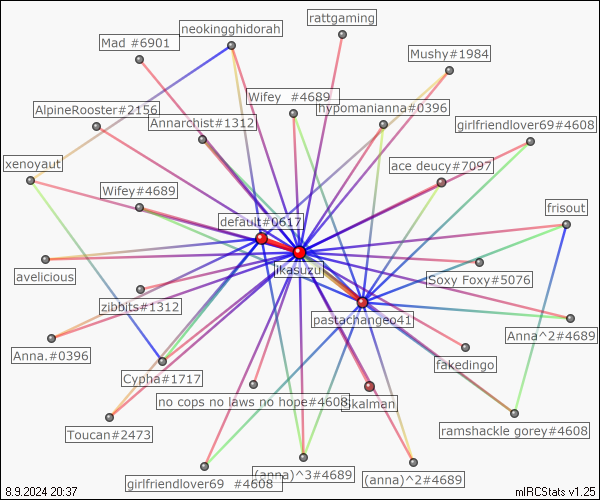 rattgaming
neokingghidorah
Mad #6901
Mushy#1984
Wifey #4689
hypomanianna#0396
AlpineRooster#2156
Annarchist#1312
girlfriendlover69#4608
xenoyaut
ace deucy#7097
Wifey#4689
frisout
default#0617
ikasuzu
avelicious
Soxy Foxy#5076
zibbits#1312
pastachangeo41
Anna^2#4689
Anna.#0396
fakedingo
Cypha#1717
no cops no laws no hope#4608
Skalman
Toucan#2473
ramshackle gorey#4608
girlfriendlover69 #4608
(anna)^3#4689
(anna)^2#4689
8.9.2024 20:37
mIRCStats v1.25